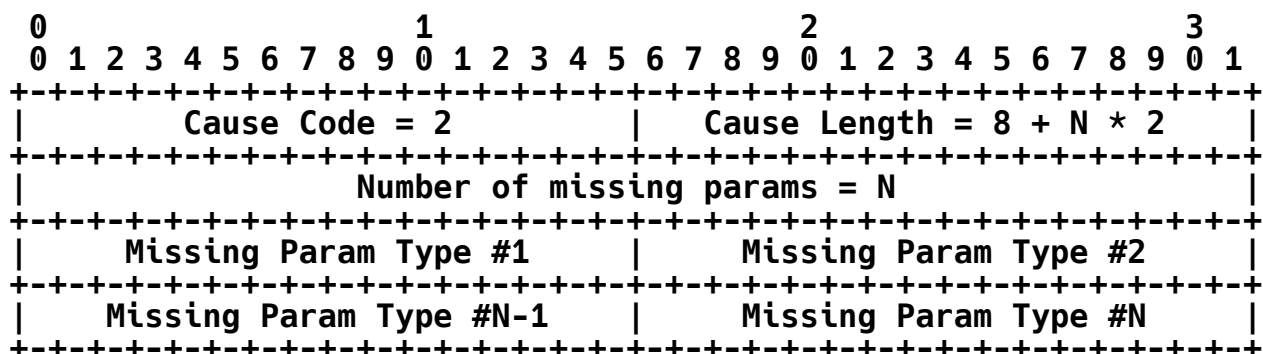 0                   1                   2                   3
 0 1 2 3 4 5 6 7 8 9 0 1 2 3 4 5 6 7 8 9 0 1 2 3 4 5 6 7 8 9 0 1
+-+-+-+-+-+-+-+-+-+-+-+-+-+-+-+-+-+-+-+-+-+-+-+-+-+-+-+-+-+-+-+-+
|        Cause Code = 2         |   Cause Length = 8 + N * 2    |
+-+-+-+-+-+-+-+-+-+-+-+-+-+-+-+-+-+-+-+-+-+-+-+-+-+-+-+-+-+-+-+-+
|                 Number of missing params = N                  |
+-+-+-+-+-+-+-+-+-+-+-+-+-+-+-+-+-+-+-+-+-+-+-+-+-+-+-+-+-+-+-+-+
|     Missing Param Type #1     |     Missing Param Type #2     |
+-+-+-+-+-+-+-+-+-+-+-+-+-+-+-+-+-+-+-+-+-+-+-+-+-+-+-+-+-+-+-+-+
|    Missing Param Type #N-1    |     Missing Param Type #N     |
+-+-+-+-+-+-+-+-+-+-+-+-+-+-+-+-+-+-+-+-+-+-+-+-+-+-+-+-+-+-+-+-+